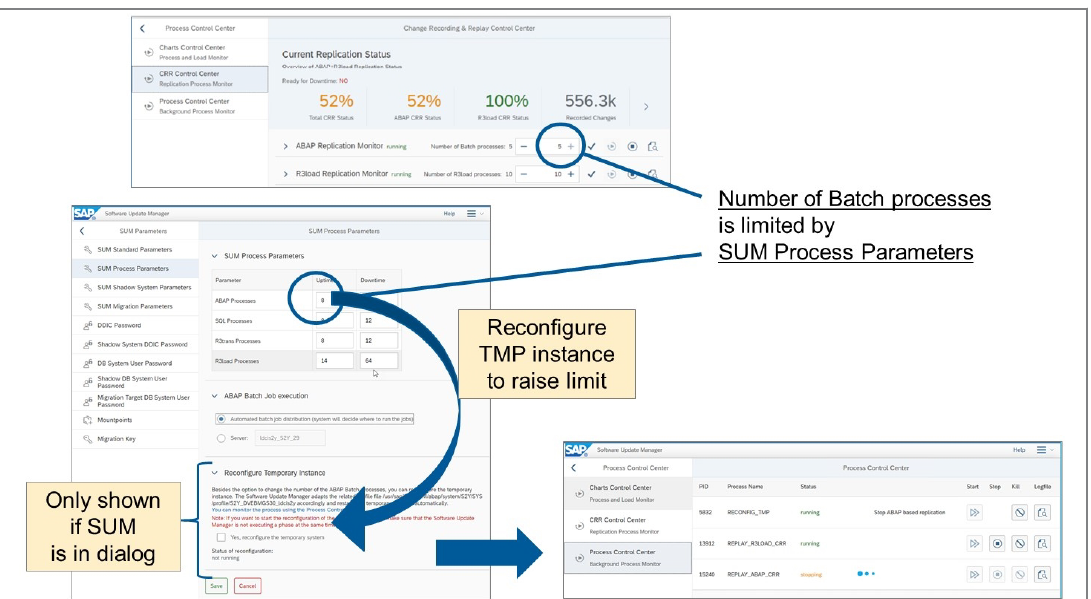 Process Control Center
Change Recording & Replay Control Center
Charts Control Center
Process and Load Monitor
CRR Control Center
Replication Process Monitor
Process Control Center
Background Process Monitor
Current Replication Status
Overview of ABAP+R3load Replication Status
Ready for Downtime: NO
52%
52%
100%
556.3k
Total CRR Status
ABAP CRR Status
R3load CRR Status
Recorded Changes
ABAP Replication Monitor running
Number of Batch processes: 5
5
R3load Replication Monitor running
Number of R3load processes: 10
10
Number of Batch processes
is limited by
SUM Process Parameters
SAP Software Update Manager
Help
SUM Parameters
SUM Process Parameters
SUM Standard Parameters
SUM Process Parameters
SUM Shadow System Parameters
SUM Migration Parameters
DDIC Password
Shadow System DDIC Password
DB System User Password
Shadow DB System User
Password
Migration Target DB System User
Password
Mountpoints
Migration Key
SUM Process Parameters
Parameter
Uptime
Downtime
ABAP Processes
8
SQL Processes
12
R3trans Processes
8
12
R3load Processes
14
64
ABAP Batch Job execution
Automated batch job distribution (system will decide where to run the jobs)
Server:
Reconfigure Temporary Instance
Besides the option to change the number of the ABAP Batch Processes, you can
instance. The Software Update Manager adapts the
accordingly and
automatically.
You can monitor the process using the Process
Note: If you want to start the reconfiguration of the
make sure that the Software Update
Manager is not executing a phase at the same
Yes, reconfigure the temporary system
Status of reconfiguration:
not running
Save
Cancel
Reconfigure
TMP instance
to raise limit
Only shown
if SUM
is in dialog
SAP Software Update Manager
Help
Process Control Center
Process Control Center
Charts Control Center
Process and Load Monitor
CRR Control Center
Replication Process Monitor
Process Control Center
Background Process Monitor
PID
Process Name
Status
Start
Stop
Kill
Logfile
5832
RECONFIG_TMP
running
Stop ABAP based replication
13912
REPLAY_R3LOAD_CRR
running
15240
REPLAY_ABAP_CRR
stopping